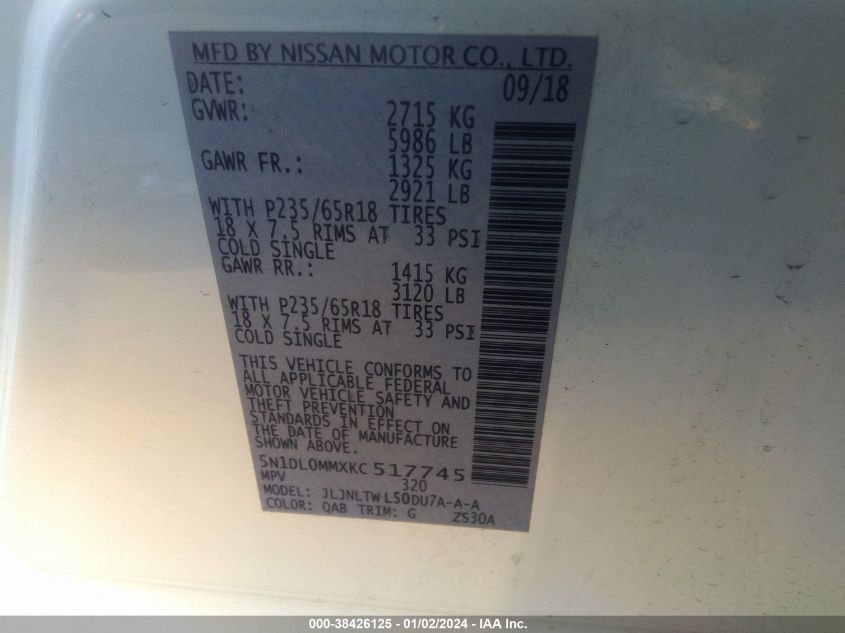 MFD BY NISSAN MOTOR CO., LTD.
DATE: 09/18
GVWR: 2715 KG
5986 LB
GAWR FR.: 1325 KG
2921 LB
WITH P235/65R18 TIRES
18 X 7.5 RIMS AT 33 PSI
COLD SINGLE
GAWR RR.: 1415 KG
3120 LB
WITH P235/65R18 TIRES
18 X 7.5 RIMS AT 33 PSI
COLD SINGLE
THIS VEHICLE CONFORMS TO
ALL APPLICABLE FEDERAL
MOTOR VEHICLE SAFETY AND
THEFT PREVENTION
STANDARDS IN EFFECT ON
THE DATE OF MANUFACTURE
SHOWN ABOVE.
5N1DL0MMXKC517745
MPV 320
MODEL: JLJNLTW L50DU7A-A-A
COLOR: QAB TRIM: G ZS30A
000-38426125 - 01/02/2024 - IAA Inc.